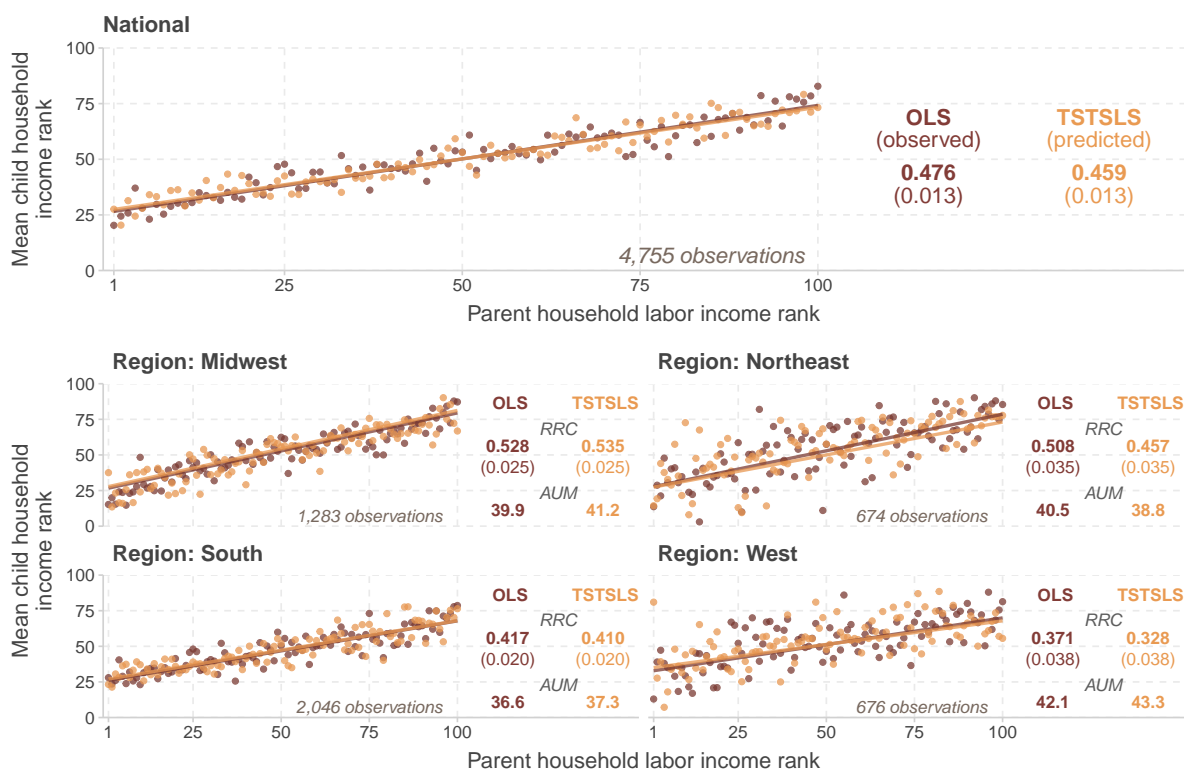 National
Mean child household
income rank
100
75
50
25
0
OLS TSTSLS
(observed) (predicted)
0.476 0.459
(0.013) (0.013)
4,755 observations
1 25 50 75 100
Parent household labor income rank
Mean child household
income rank
Region: Midwest
100
75
50
25
0
OLS TSTSLS
RRC
0.528 0.535
(0.025) (0.025)
AUM
39.9 41.2
1,283 observations
Region: Northeast
OLS TSTSLS
RRC
0.508 0.457
(0.035) (0.035)
AUM
40.5 38.8
674 observations
Region: South
100
75
50
25
0
OLS TSTSLS
RRC
0.417 0.410
(0.020) (0.020)
AUM
36.6 37.3
2,046 observations
1 25 50 75 100
Region: West
OLS TSTSLS
RRC
0.371 0.328
(0.038) (0.038)
AUM
42.1 43.3
676 observations
1 25 50 75 100
Parent household labor income rank